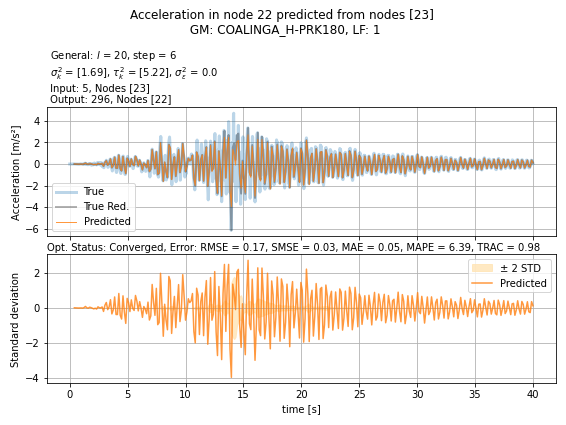 Acceleration in node 22 predicted from nodes [23]
GM: COALINGA_H-PRK180, LF: 1
General: l = 20, step = 6
σ²ₖ = [1.69], τ²ₖ = [5.22], σ²ε = 0.0
Input: 5, Nodes [23]
Output: 296, Nodes [22]
Acceleration [m/s²]
4
2
0
−2
−4
−6
True
True Red.
Predicted
Opt. Status: Converged, Error: RMSE = 0.17, SMSE = 0.03, MAE = 0.05, MAPE = 6.39, TRAC = 0.98
Standard deviation
2
0
−2
−4
± 2 STD
Predicted
0 5 10 15 20 25 30 35 40
time [s]